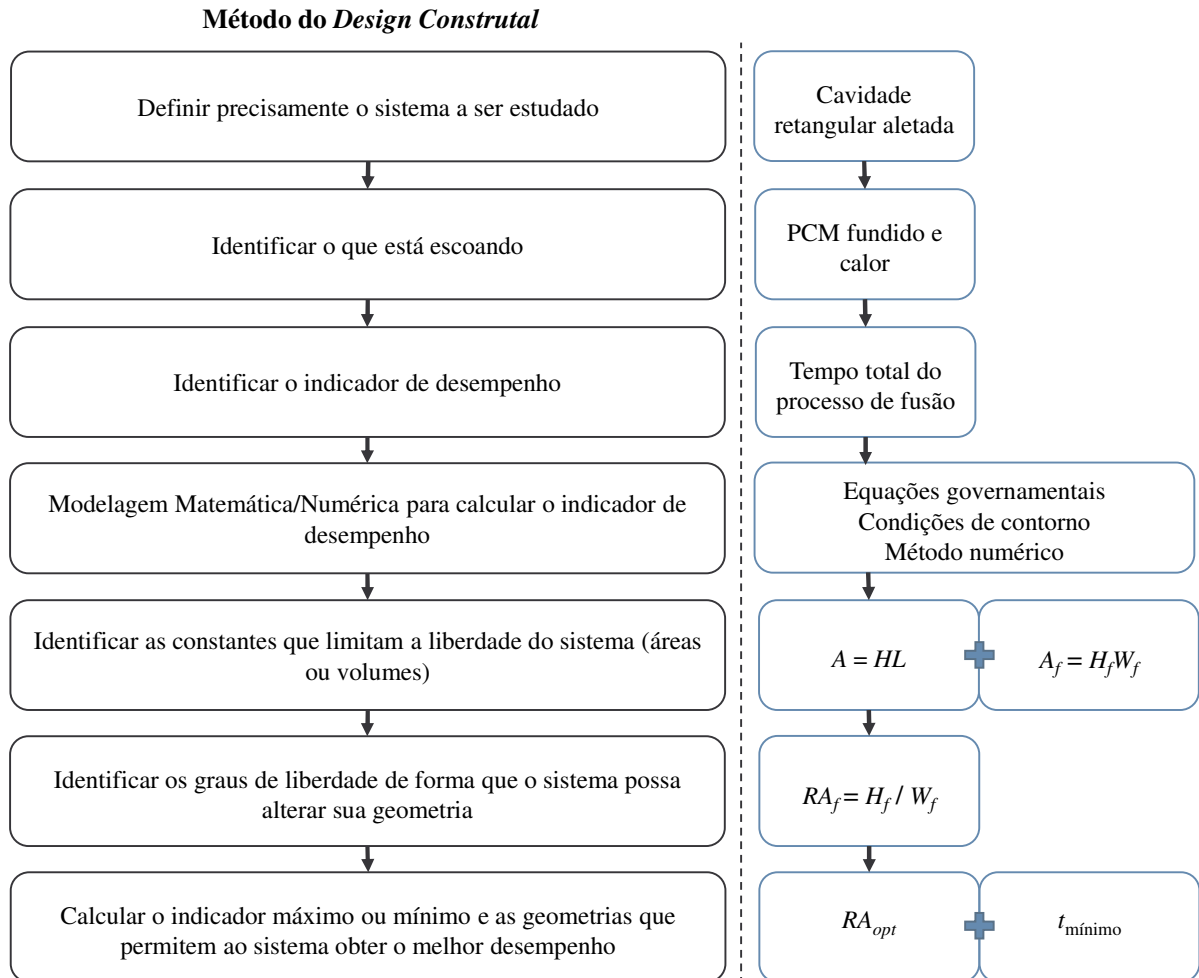 Método do Design Construtal
Definir precisamente o sistema a ser estudado
Cavidade
retangular aletada
Identificar o que está escoando
PCM fundido e
calor
Identificar o indicador de desempenho
Tempo total do
processo de fusão
Modelagem Matemática/Numérica para calcular o indicador de
desempenho
Equações governamentais
Condições de contorno
Método numérico
Identificar as constantes que limitam a liberdade do sistema (áreas
ou volumes)
A = HL
A_f = H_f W_f
Identificar os graus de liberdade de forma que o sistema possa
alterar sua geometria
RA_f = H_f / W_f
Calcular o indicador máximo ou mínimo e as geometrias que
permitem ao sistema obter o melhor desempenho
RA_opt
t_mínimo